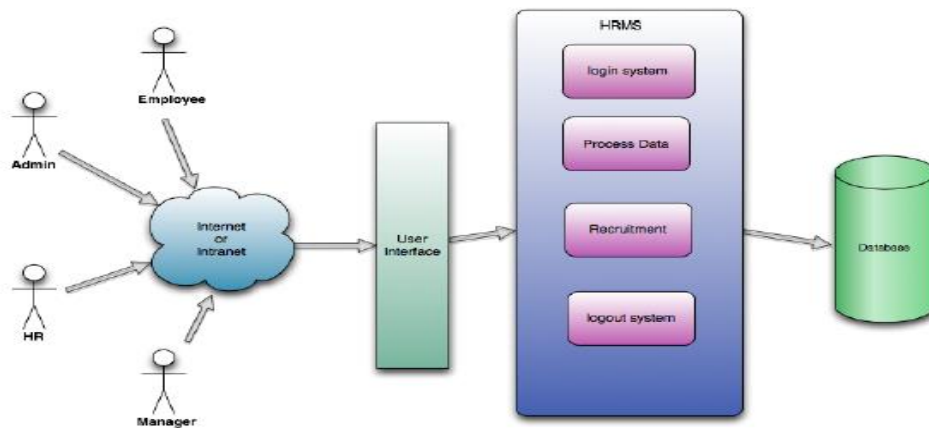 HRMS
Employee
login system
Admin
Process Data
Internet
or
Intranet
User
Interface
Recruitment
Database
HR
logout system
Manager